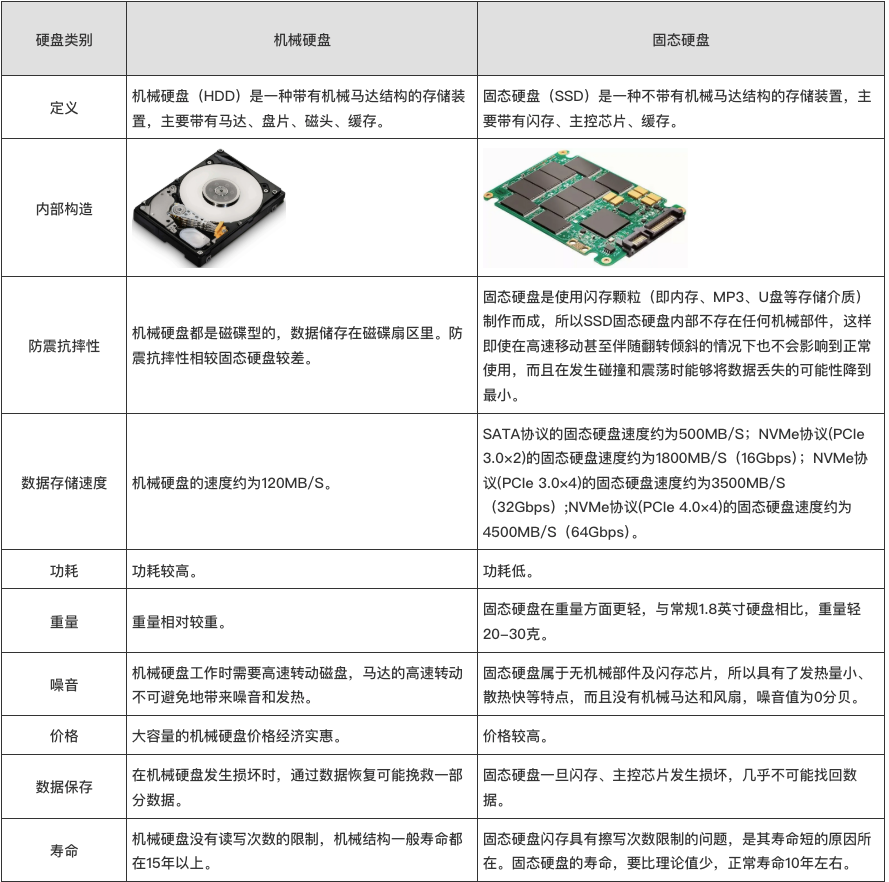 硬盘类别
机械硬盘
固态硬盘
定义
机械硬盘（HDD）是一种带有机械马达结构的存储装
置，主要带有马达、盘片、磁头、缓存。
固态硬盘（SSD）是一种不带有机械马达结构的存储装置，主
要带有闪存、主控芯片、缓存。
内部构造
防震抗摔性
机械硬盘都是磁碟型的，数据储存在磁碟扇区里。防
震抗摔性相较固态硬盘较差。
固态硬盘是使用闪存颗粒（即内存、MP3、U盘等存储介质）
制作而成，所以SSD固态硬盘内部不存在任何机械部件，这样
即使在高速移动甚至伴随翻转倾斜的情况下也不会影响到正常
使用，而且在发生碰撞和震荡时能够将数据丢失的可能性降到
最小。
数据存储速度
机械硬盘的速度约为120MB/S。
SATA协议的固态硬盘速度约为500MB/S；NVMe协议(PCIe
3.0×2)的固态硬盘速度约为1800MB/S（16Gbps）；NVMe协
议(PCIe 3.0×4)的固态硬盘速度约为3500MB/S
（32Gbps）;NVMe协议(PCIe 4.0×4)的固态硬盘速度约为
4500MB/S（64Gbps）。
功耗
功耗较高。
功耗低。
重量
重量相对较重。
固态硬盘在重量方面更轻，与常规1.8英寸硬盘相比，重量轻
20-30克。
噪音
机械硬盘工作时需要高速转动磁盘，马达的高速转动
不可避免地带来噪音和发热。
固态硬盘属于无机械部件及闪存芯片，所以具有了发热量小、
散热快等特点，而且没有机械马达和风扇，噪音值为0分贝。
价格
大容量的机械硬盘价格经济实惠。
价格较高。
数据保存
在机械硬盘发生损坏时，通过数据恢复可能挽救一部
分数据。
固态硬盘一旦闪存、主控芯片发生损坏，几乎不可能找回数
据。
寿命
机械硬盘没有读写次数的限制，机械结构一般寿命都
在15年以上。
固态硬盘闪存具有擦写次数限制的问题，是其寿命短的原因所
在。固态硬盘的寿命，要比理论值少，正常寿命10年左右。